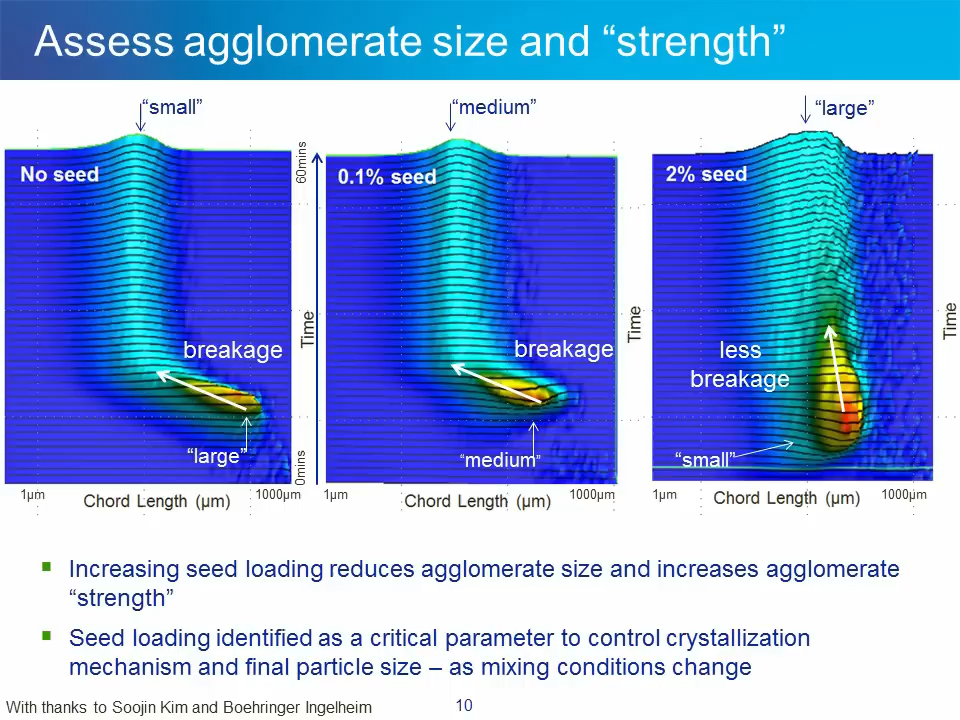 Assess agglomerate size and “strength”
“small”
“medium”
“large”
No seed
60mins
0.1% seed
2% seed
breakage
Time
breakage
Time
less
breakage
Time
“large”
0mins
“medium”
“small”
1µm
Chord Length (µm)
1000µm
1µm
Chord Length (µm)
1000µm
1µm
Chord Length (µm)
1000µm
Increasing seed loading reduces agglomerate size and increases agglomerate
“strength”
Seed loading identified as a critical parameter to control crystallization
mechanism and final particle size – as mixing conditions change
With thanks to Soojin Kim and Boehringer Ingelheim
10